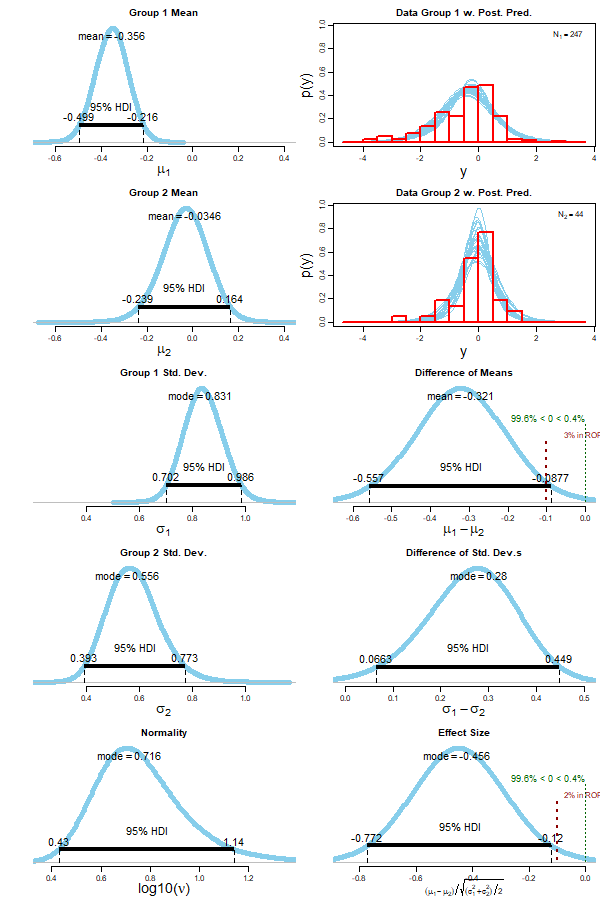 Group 1 Mean
mean = -0.356
95% HDI
-0.499 -0.216
-0.6 -0.4 -0.2 0.0 0.2 0.4
μ1
Data Group 1 w. Post. Pred.
N1 = 247
p(y)
0.0 0.2 0.4 0.6 0.8 1.0
-4 -2 0 2 4
y
Group 2 Mean
mean = -0.0346
95% HDI
-0.239 0.164
-0.6 -0.4 -0.2 0.0 0.2 0.4
μ2
Data Group 2 w. Post. Pred.
N2 = 44
p(y)
0.0 0.2 0.4 0.6 0.8 1.0
-4 -2 0 2 4
y
Group 1 Std. Dev.
mode = 0.831
95% HDI
0.702 0.986
0.4 0.6 0.8 1.0
σ1
Difference of Means
mean = -0.321
99.6% < 0 < 0.4%
3% in ROP
95% HDI
-0.557 -0.0877
-0.6 -0.5 -0.4 -0.3 -0.2 -0.1 0.0
μ1 − μ2
Group 2 Std. Dev.
mode = 0.556
95% HDI
0.393 0.773
0.4 0.6 0.8 1.0
σ2
Difference of Std. Dev.s
mode = 0.28
95% HDI
0.0663 0.449
0.0 0.1 0.2 0.3 0.4 0.5
σ1 − σ2
Normality
mode = 0.716
95% HDI
0.43 1.14
0.4 0.6 0.8 1.0 1.2
log10(ν)
Effect Size
mode = -0.456
99.6% < 0 < 0.4%
2% in ROP
95% HDI
-0.772 -0.12
-0.8 -0.6 -0.4 -0.2 0.0
(μ1 − μ2)/√(σ1² + σ2²)/2